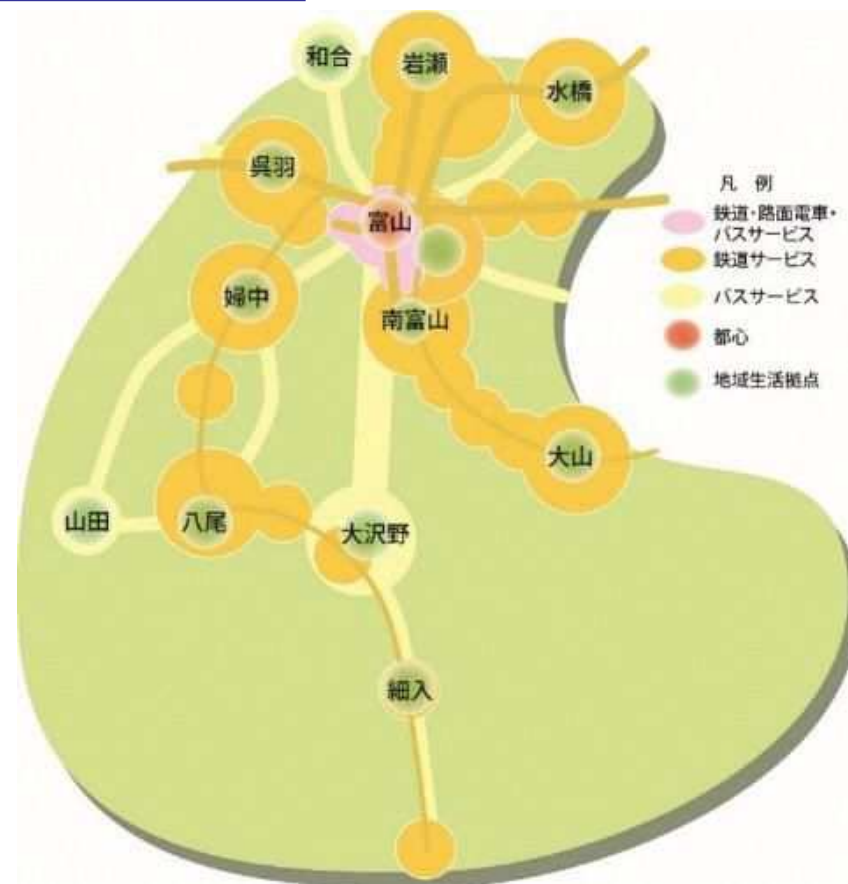 和合
岩瀬
水橋
呉羽
富山
婦中
南富山
大山
山田
八尾
大沢野
細入
凡 例
鉄道・路面電車・
バスサービス
鉄道サービス
バスサービス
都心
地域生活拠点